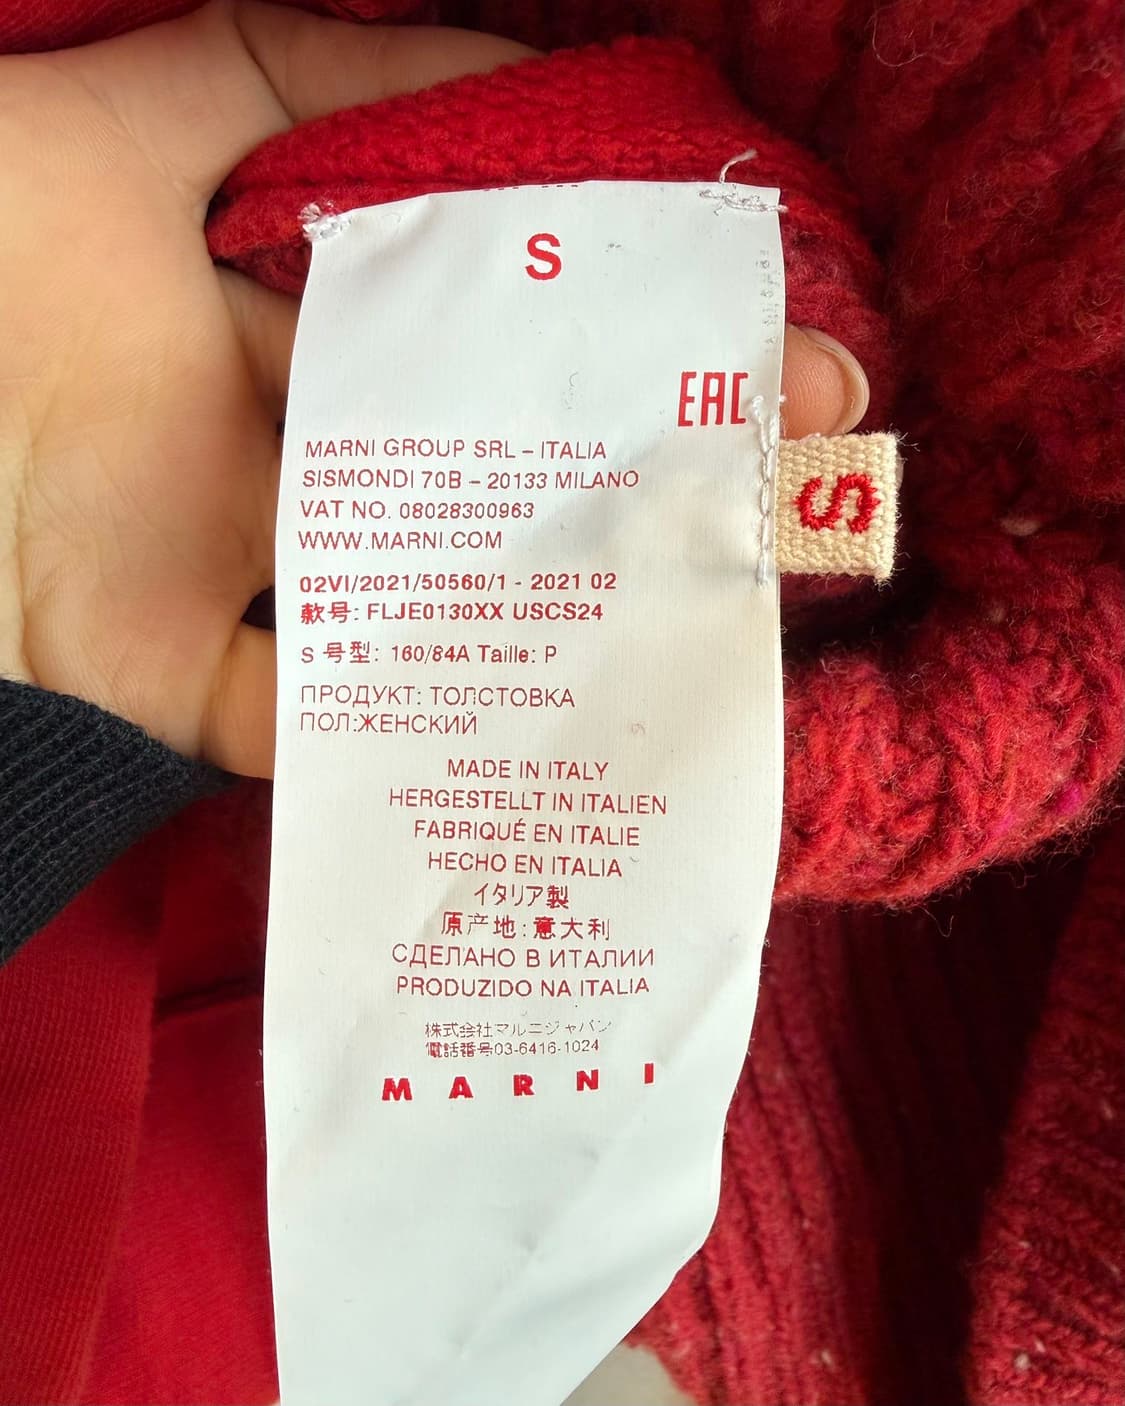 S
EAC
MARNI GROUP SRL – ITALIA
SISMONDI 70B – 20133 MILANO
VAT NO. 08028300963
WWW.MARNI.COM
02VI/2021/50560/1 - 2021 02
款号: FLJE0130XX USCS24
S 号型: 160/84A Taille: P
ПРОДУКТ: ТОЛСТОВКА
ПОЛ:ЖЕНСКИЙ
MADE IN ITALY
HERGESTELLT IN ITALIEN
FABRIQUÉ EN ITALIE
HECHO EN ITALIA
イタリア製
原产地:意大利
СДЕЛАНО В ИТАЛИИ
PRODUZIDO NA ITALIA
株式会社マルニジャパン
電話番号03-6416-1024
MARNI
S